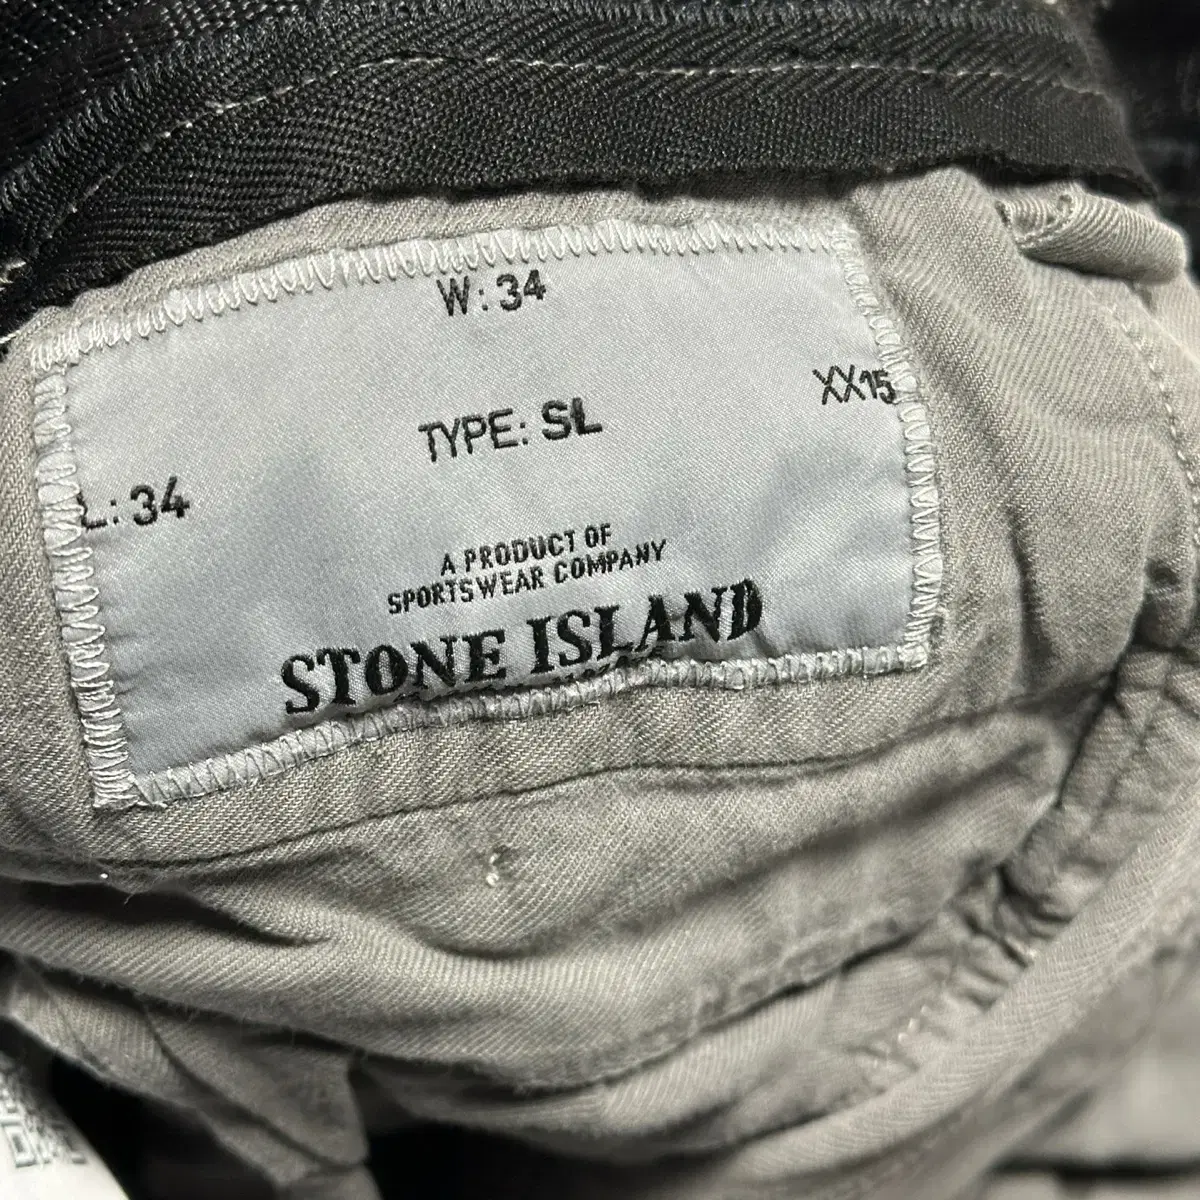 W: 34
XX15
TYPE: SL
L: 34
A PRODUCT OF
SPORTSWEAR COMPANY
STONE ISLAND